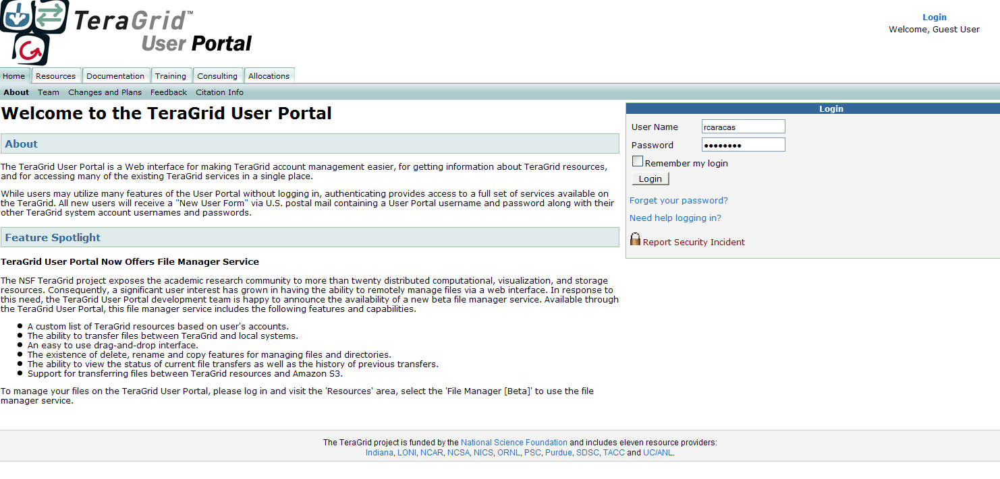 TeraGrid™
User Portal
Login
Welcome, Guest User
Home Resources Documentation Training Consulting Allocations
About Team Changes and Plans Feedback Citation Info
Welcome to the TeraGrid User Portal
About
The TeraGrid User Portal is a Web interface for making TeraGrid account management easier, for getting information about TeraGrid resources,
and for accessing many of the existing TeraGrid services in a single place.
While users may utilize many features of the User Portal without logging in, authenticating provides access to a full set of services available on
the TeraGrid. All new users will receive a "New User Form" via U.S. postal mail containing a User Portal username and password along with their
other TeraGrid system account usernames and passwords.
Feature Spotlight
TeraGrid User Portal Now Offers File Manager Service
The NSF TeraGrid project exposes the academic research community to more than twenty distributed computational, visualization, and storage
resources. Consequently, a significant user interest has grown in having the ability to remotely manage files via a web interface. In response to
this need, the TeraGrid User Portal development team is happy to announce the availability of a new beta file manager service. Available through
the TeraGrid User Portal, this file manager service includes the following features and capabilities.
● A custom list of TeraGrid resources based on user's accounts.
● The ability to transfer files between TeraGrid and local systems.
● An easy to use drag-and-drop interface.
● The existence of delete, rename and copy features for managing files and directories.
● The ability to view the status of current file transfers as well as the history of previous transfers.
● Support for transferring files between TeraGrid resources and Amazon S3.
To manage your files on the TeraGrid User Portal, please log in and visit the 'Resources' area, select the 'File Manager [Beta]' to use the file
manager service.
Login
User Name rcaracas
Password ●●●●●●●●
Remember my login
Login
Forget your password?
Need help logging in?
Report Security Incident
The TeraGrid project is funded by the National Science Foundation and includes eleven resource providers:
Indiana, LONI, NCAR, NCSA, NICS, ORNL, PSC, Purdue, SDSC, TACC and UC/ANL.